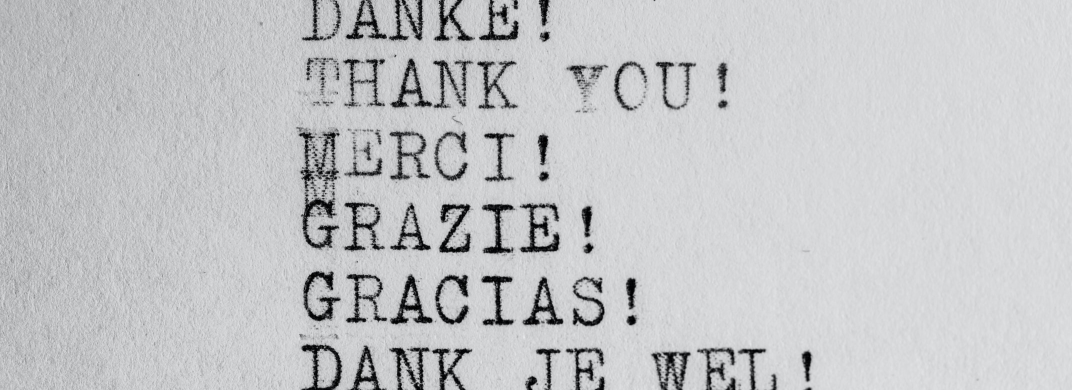 DANKE!
THANK YOU!
MERCI!
GRAZIE!
GRACIAS!
DANK JE WEL!